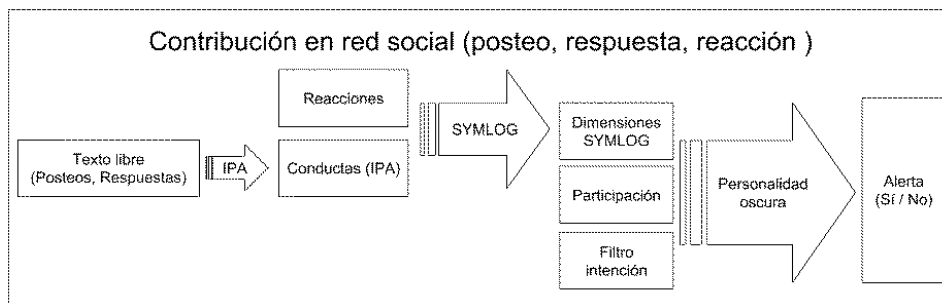 Contribución en red social (posteo, respuesta, reacción )
Reacciones
Texto libre
(Posteos, Respuestas)
IPA
Conductas (IPA)
SYMLOG
Dimensiones
SYMLOG
Participación
Filtro
intención
Personalidad
oscura
Alerta
(Sí / No)